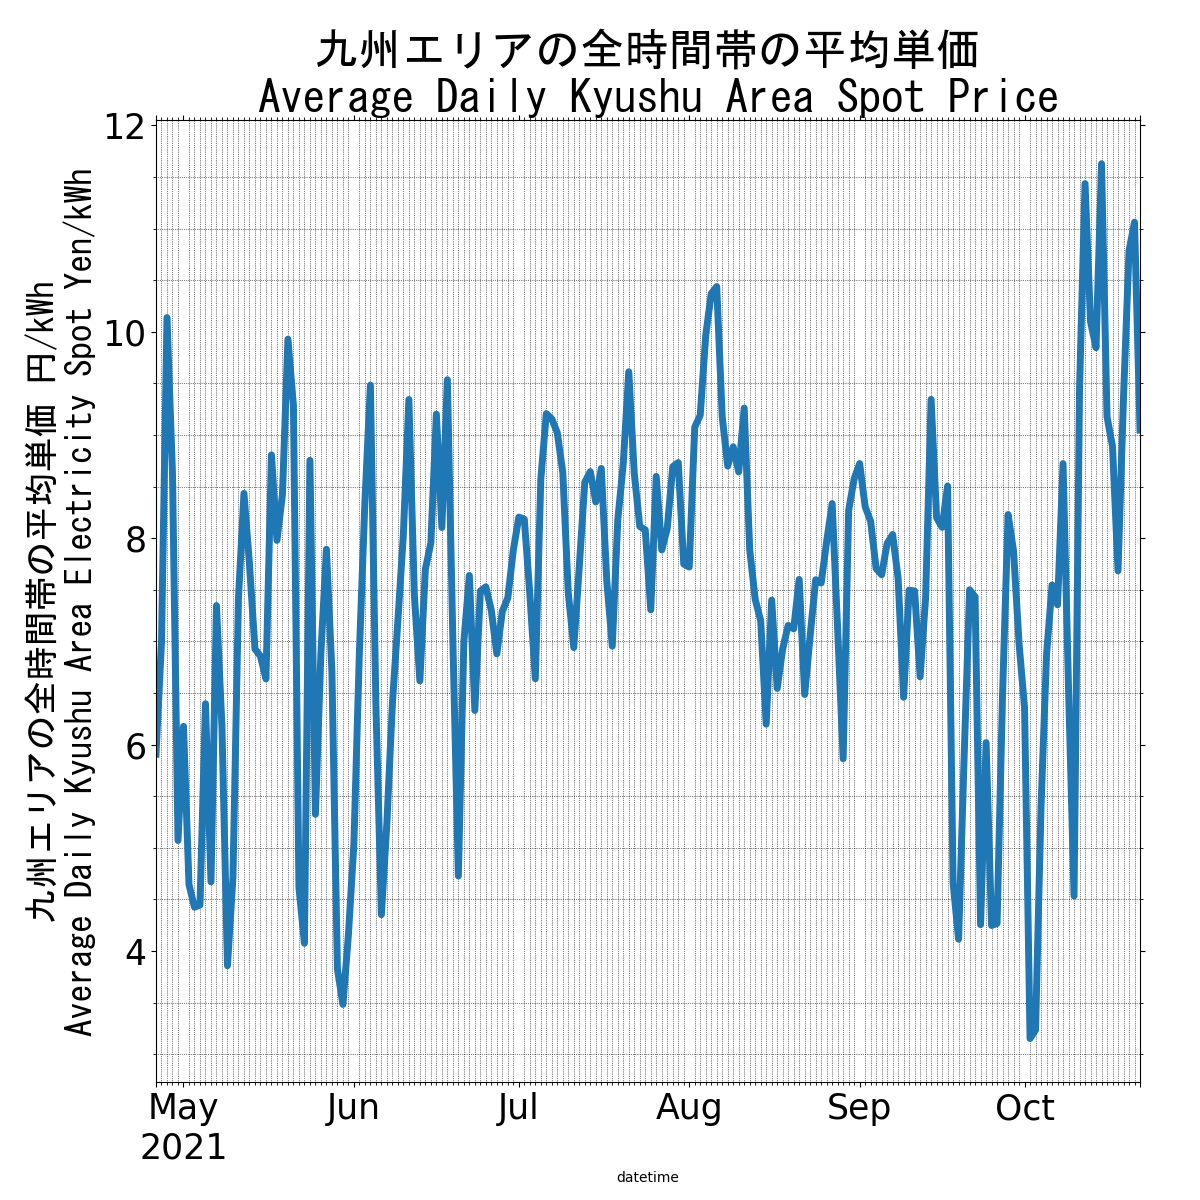 九州エリアの全時間帯の平均単価
Average Daily Kyushu Area Spot Price
九州エリアの全時間帯の平均単価 円/kWh
Average Daily Kyushu Area Electricity Spot Yen/kWh
12
10
8
6
4
May Jun Jul Aug Sep Oct
2021
datetime